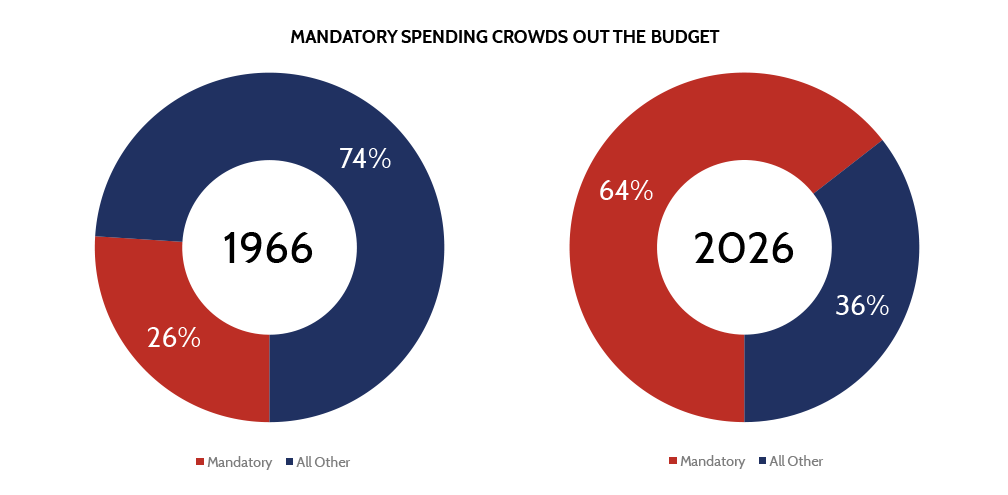 MANDATORY SPENDING CROWDS OUT THE BUDGET
74%
1966
26%
Mandatory All Other
64%
2026
36%
Mandatory All Other